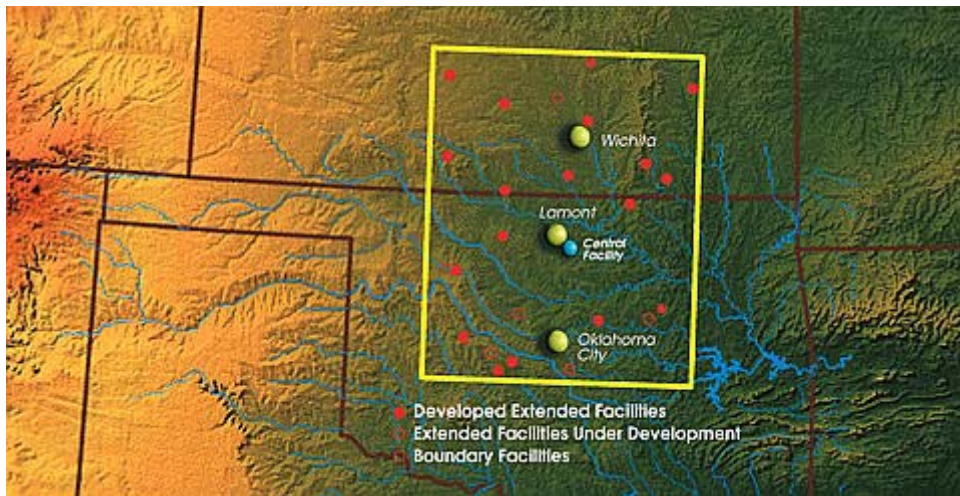 Wichita
Lamont
Central
Facility
Oklahoma
City
Developed Extended Facilities
Extended Facilities Under Development
Boundary Facilities